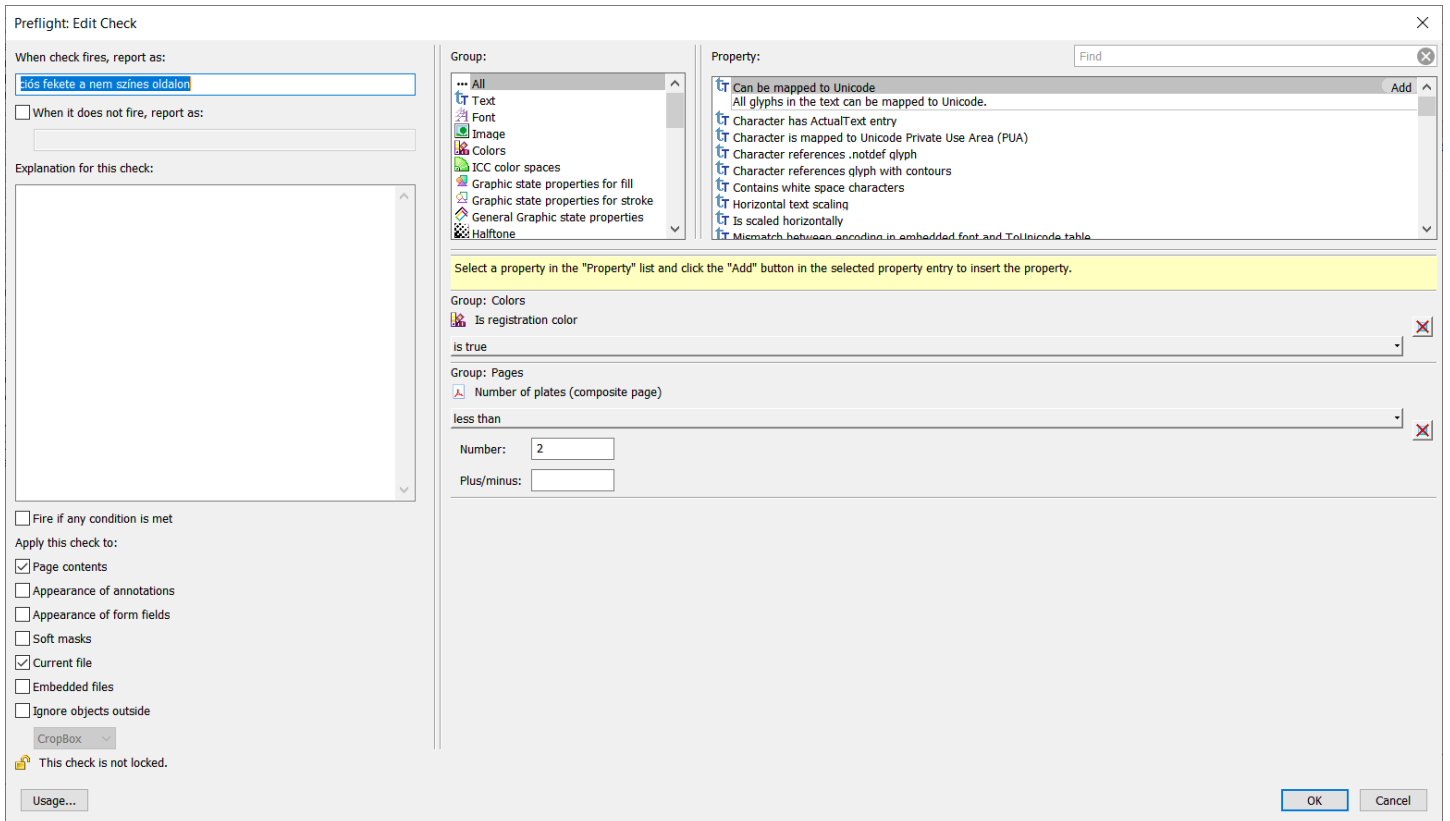 Preflight: Edit Check
When check fires, report as:
ciós fekete a nem színes oldalon
When it does not fire, report as:
Explanation for this check:
Fire if any condition is met
Apply this check to:
Page contents
Appearance of annotations
Appearance of form fields
Soft masks
Current file
Embedded files
Ignore objects outside
CropBox
This check is not locked.
Usage...
Group:
All
Text
Font
Image
Colors
ICC color spaces
Graphic state properties for fill
Graphic state properties for stroke
General Graphic state properties
Halftone
Property:
Find
Can be mapped to Unicode
Add
All glyphs in the text can be mapped to Unicode.
Character has ActualText entry
Character is mapped to Unicode Private Use Area (PUA)
Character references .notdef glyph
Character references glyph with contours
Contains white space characters
Horizontal text scaling
Is scaled horizontally
Mismatch between encoding in embedded font and ToUnicode table
Select a property in the "Property" list and click the "Add" button in the selected property entry to insert the property.
Group: Colors
Is registration color
is true
Group: Pages
Number of plates (composite page)
less than
Number: 2
Plus/minus:
OK
Cancel